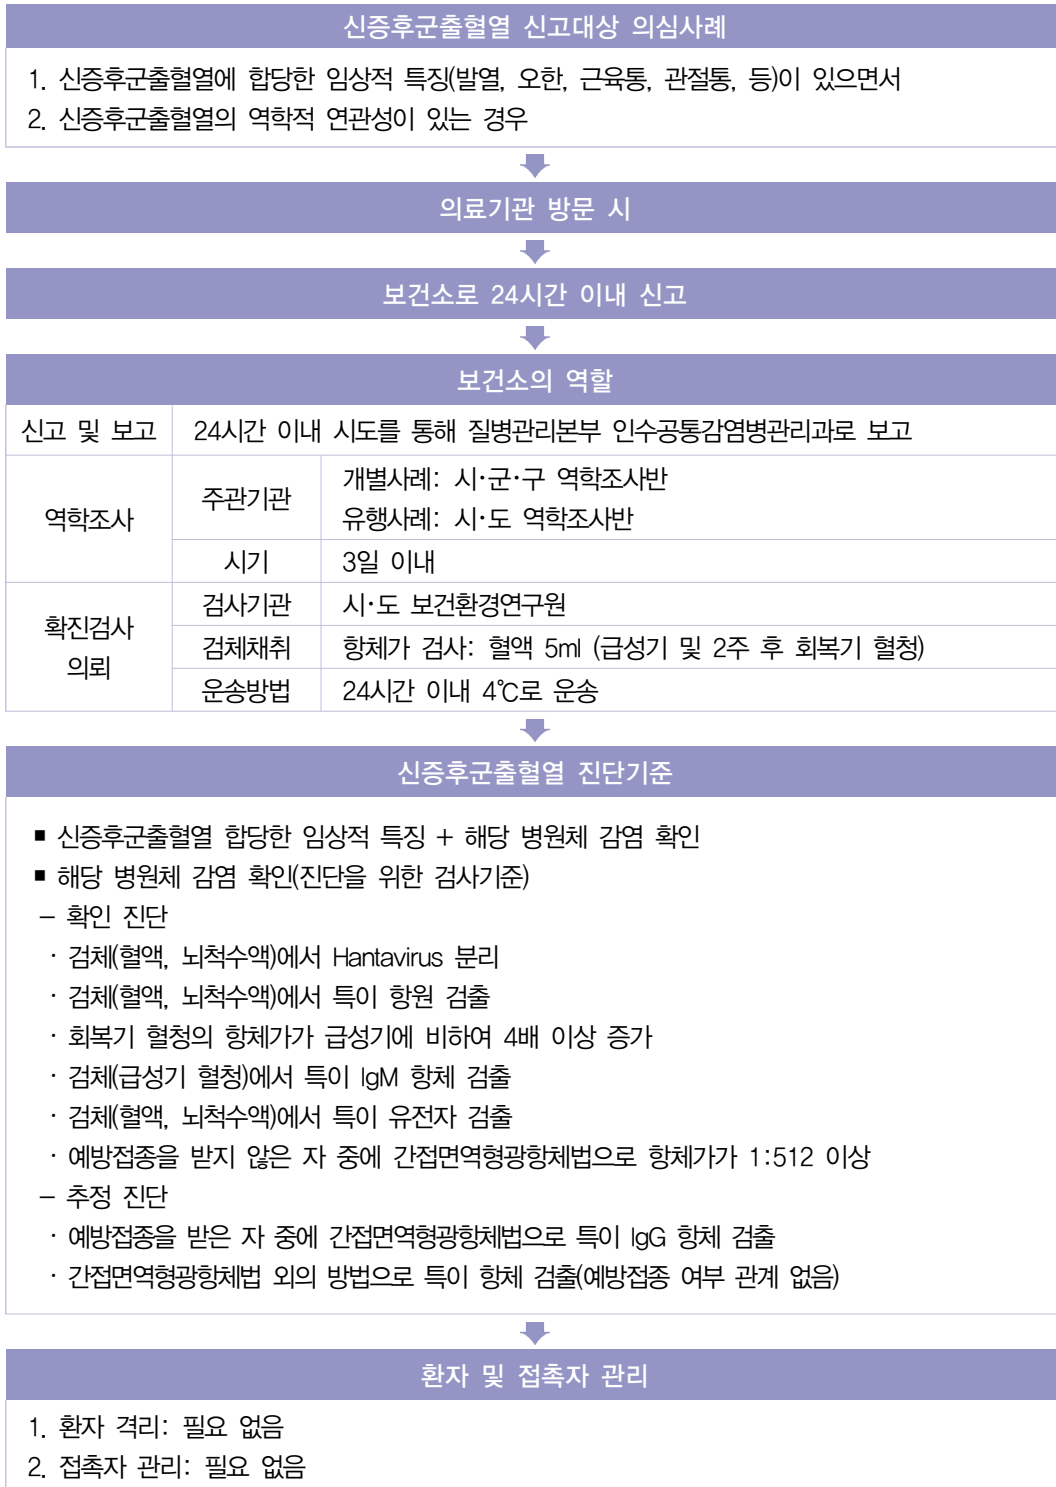 신증후군출혈열 신고대상 의심사례
1. 신증후군출혈열에 합당한 임상적 특징(발열, 오한, 근육통, 관절통, 등)이 있으면서
2. 신증후군출혈열의 역학적 연관성이 있는 경우
의료기관 방문 시
보건소로 24시간 이내 신고
보건소의 역할
신고 및 보고 24시간 이내 시도를 통해 질병관리본부 인수공통감염병관리과로 보고
역학조사
주관기관
개별사례: 시·군·구 역학조사반
유행사례: 시·도 역학조사반
시기 3일 이내
확진검사
의뢰
검사기관 시·도 보건환경연구원
검체채취 항체가 검사: 혈액 5ml (급성기 및 2주 후 회복기 혈청)
운송방법 24시간 이내 4℃로 운송
신증후군출혈열 진단기준
■ 신증후군출혈열 합당한 임상적 특징 + 해당 병원체 감염 확인
■ 해당 병원체 감염 확인(진단을 위한 검사기준)
– 확인 진단
· 검체(혈액, 뇌척수액)에서 Hantavirus 분리
· 검체(혈액, 뇌척수액)에서 특이 항원 검출
· 회복기 혈청의 항체가가 급성기에 비하여 4배 이상 증가
· 검체(급성기 혈청)에서 특이 IgM 항체 검출
· 검체(혈액, 뇌척수액)에서 특이 유전자 검출
· 예방접종을 받지 않은 자 중에 간접면역형광항체법으로 항체가가 1:512 이상
– 추정 진단
· 예방접종을 받은 자 중에 간접면역형광항체법으로 특이 IgG 항체 검출
· 간접면역형광항체법 외의 방법으로 특이 항체 검출(예방접종 여부 관계 없음)
환자 및 접촉자 관리
1. 환자 격리: 필요 없음
2. 접촉자 관리: 필요 없음